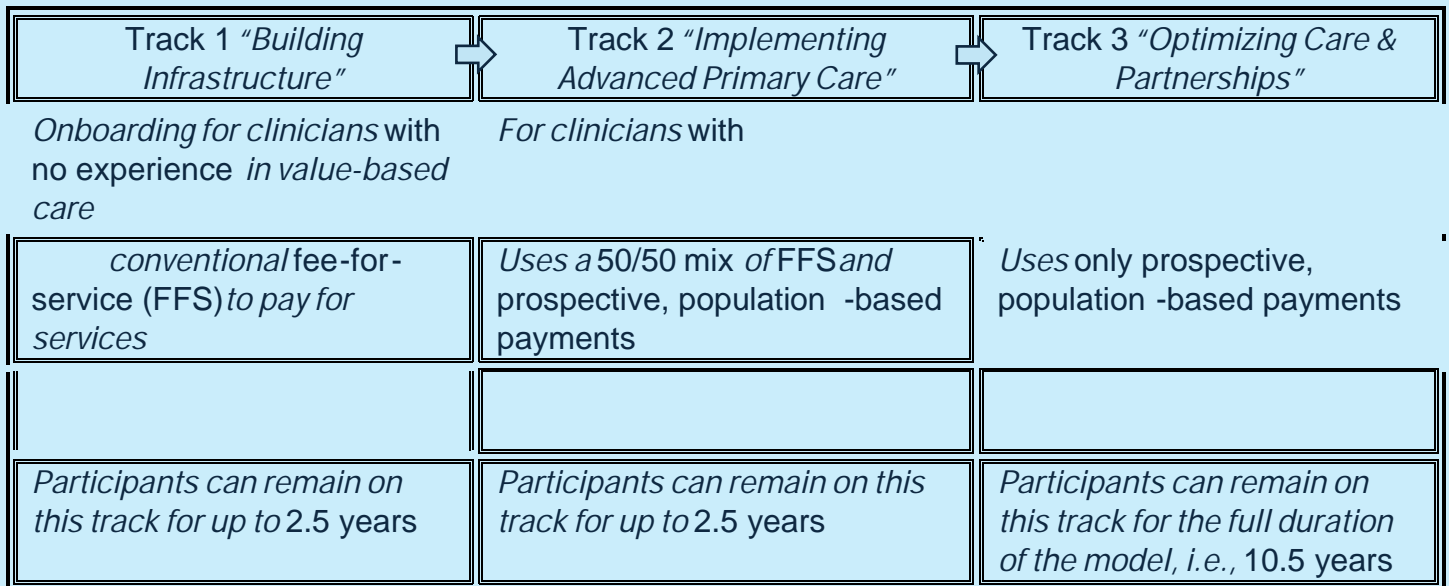 Track 1 “Building
Infrastructure”
Track 2 “Implementing
Advanced Primary Care”
Track 3 “Optimizing Care &
Partnerships”
Onboarding for clinicians with
no experience in value-based
care
For clinicians with
conventional fee-for-
service (FFS) to pay for
services
Uses a 50/50 mix of FFS and
prospective, population -based
payments
Uses only prospective,
population -based payments
Participants can remain on
this track for up to 2.5 years
Participants can remain on this
track for up to 2.5 years
Participants can remain on
this track for the full duration
of the model, i.e., 10.5 years